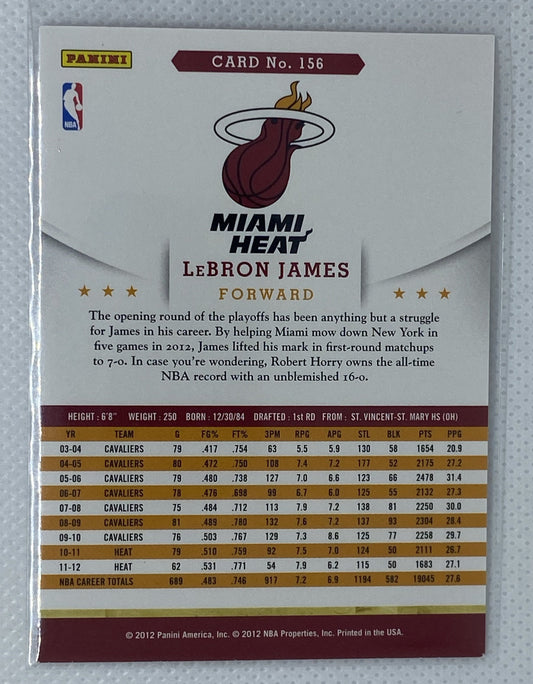 PANINI
CARD No. 156
NBA
MIAMI
HEAT
LeBRON JAMES
FORWARD
The opening round of the playoffs has been anything but a struggle
for James in his career. By helping Miami mow down New York in
five games in 2012, James lifted his mark in first-round matchups
to 7-0. In case you're wondering, Robert Horry owns the all-time
NBA record with an unblemished 16-0.
HEIGHT : 6'8" WEIGHT : 250 BORN : 12/30/84 DRAFTED : 1st RD FROM : ST. VINCENT-ST. MARY HS (OH)
YR TEAM G FG% FT% 3PM RPG APG STL BLK PTS PPG
03-04 CAVALIERS 79 .417 .754 63 5.5 5.9 130 58 1654 20.9
04-05 CAVALIERS 80 .472 .750 108 7.4 7.2 177 52 2175 27.2
05-06 CAVALIERS 79 .480 .738 127 7.0 6.6 123 66 2478 31.4
06-07 CAVALIERS 78 .476 .698 99 6.7 6.0 125 55 2132 27.3
07-08 CAVALIERS 75 .484 .712 113 7.9 7.2 138 81 2250 30.0
08-09 CAVALIERS 81 .489 .780 132 7.6 7.2 137 93 2304 28.4
09-10 CAVALIERS 76 .503 .767 129 7.3 8.6 125 77 2258 29.7
10-11 HEAT 79 .510 .759 92 7.5 7.0 124 50 2111 26.7
11-12 HEAT 62 .531 .771 54 7.9 6.2 115 50 1683 27.1
NBA CAREER TOTALS 689 .483 .746 917 7.2 6.9 1194 582 19045 27.6
© 2012 Panini America, Inc. © 2012 NBA Properties, Inc. Printed in the USA.